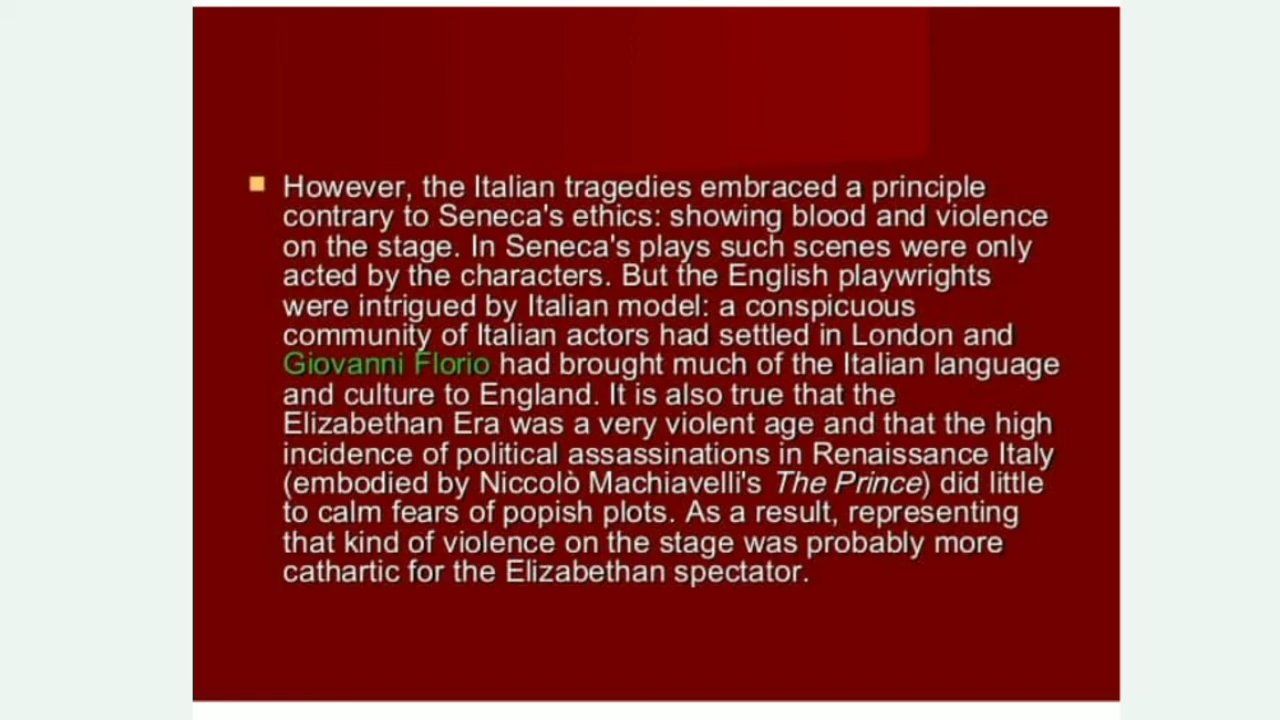 However, the Italian tragedies embraced a principle
contrary to Seneca's ethics: showing blood and violence
on the stage. In Seneca's plays such scenes were only
acted by the characters. But the English playwrights
were intrigued by Italian model: a conspicuous
community of Italian actors had settled in London and
Giovanni Florio had brought much of the Italian language
and culture to England. It is also true that the
Elizabethan Era was a very violent age and that the high
incidence of political assassinations in Renaissance Italy
(embodied by Niccolò Machiavelli's The Prince) did little
to calm fears of popish plots. As a result, representing
that kind of violence on the stage was probably more
cathartic for the Elizabethan spectator.